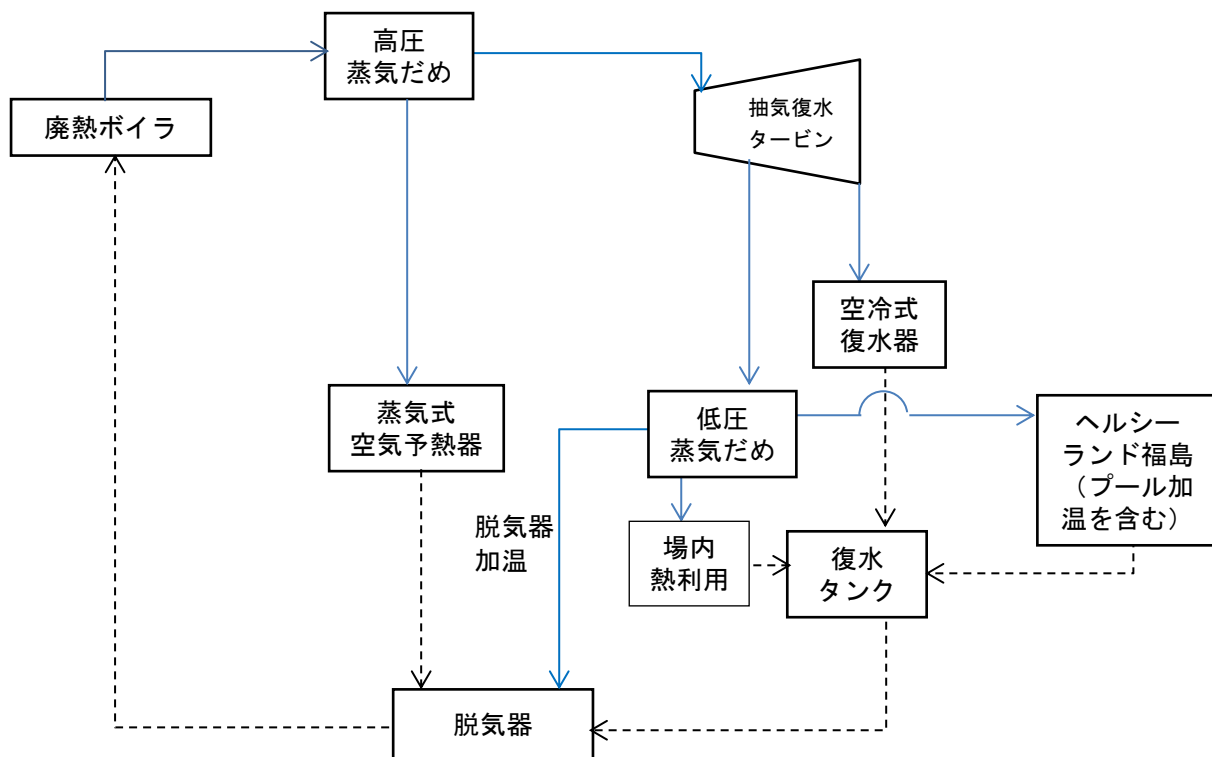 高圧
蒸気だめ
廃熱ボイラ
抽気復水
タービン
空冷式
復水器
蒸気式
空気予熱器
低圧
蒸気だめ
ヘルシー
ランド福島
（プール加
温を含む）
脱気器
加温
場内
熱利用
復水
タンク
脱気器